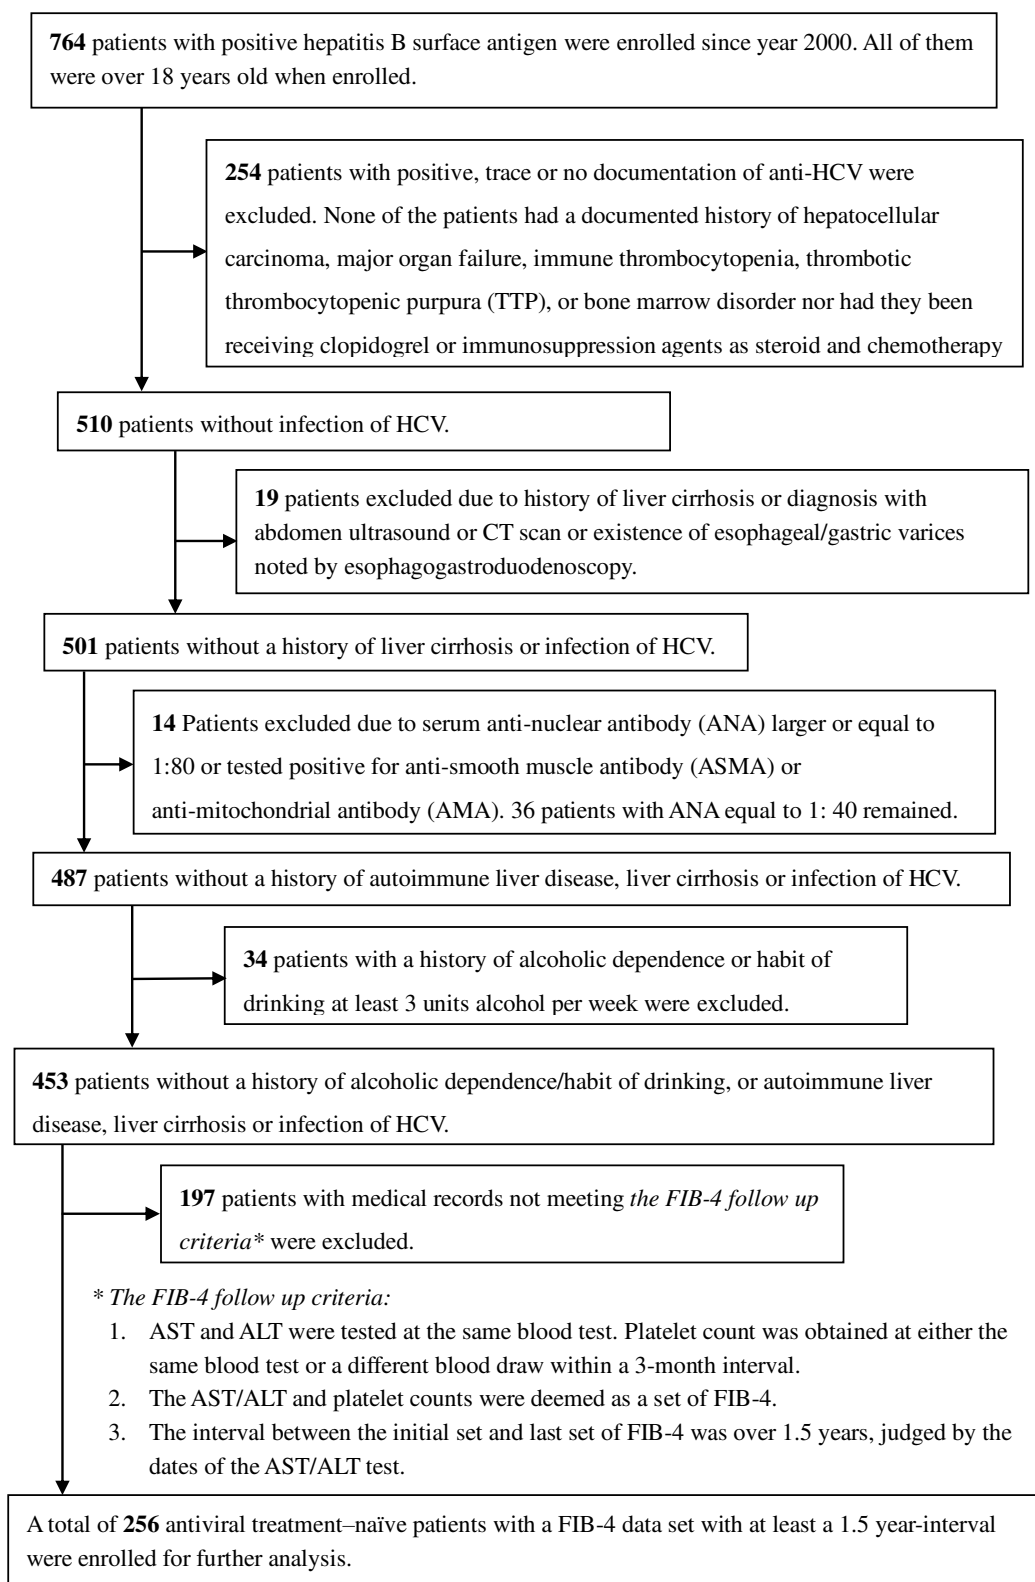 764 patients with positive hepatitis B surface antigen were enrolled since year 2000. All of them
were over 18 years old when enrolled.
254 patients with positive, trace or no documentation of anti-HCV were
excluded. None of the patients had a documented history of hepatocellular
carcinoma, major organ failure, immune thrombocytopenia, thrombotic
thrombocytopenic purpura (TTP), or bone marrow disorder nor had they been
receiving clopidogrel or immunosuppression agents as steroid and chemotherapy
510 patients without infection of HCV.
19 patients excluded due to history of liver cirrhosis or diagnosis with
abdomen ultrasound or CT scan or existence of esophageal/gastric varices
noted by esophagogastroduodenoscopy.
501 patients without a history of liver cirrhosis or infection of HCV.
14 Patients excluded due to serum anti-nuclear antibody (ANA) larger or equal to
1:80 or tested positive for anti-smooth muscle antibody (ASMA) or
anti-mitochondrial antibody (AMA). 36 patients with ANA equal to 1: 40 remained.
487 patients without a history of autoimmune liver disease, liver cirrhosis or infection of HCV.
34 patients with a history of alcoholic dependence or habit of
drinking at least 3 units alcohol per week were excluded.
453 patients without a history of alcoholic dependence/habit of drinking, or autoimmune liver
disease, liver cirrhosis or infection of HCV.
197 patients with medical records not meeting the FIB-4 follow up
criteria* were excluded.
* The FIB-4 follow up criteria:
1. AST and ALT were tested at the same blood test. Platelet count was obtained at either the
same blood test or a different blood draw within a 3-month interval.
2. The AST/ALT and platelet counts were deemed as a set of FIB-4.
3. The interval between the initial set and last set of FIB-4 was over 1.5 years, judged by the
dates of the AST/ALT test.
A total of 256 antiviral treatment–naïve patients with a FIB-4 data set with at least a 1.5 year-interval
were enrolled for further analysis.